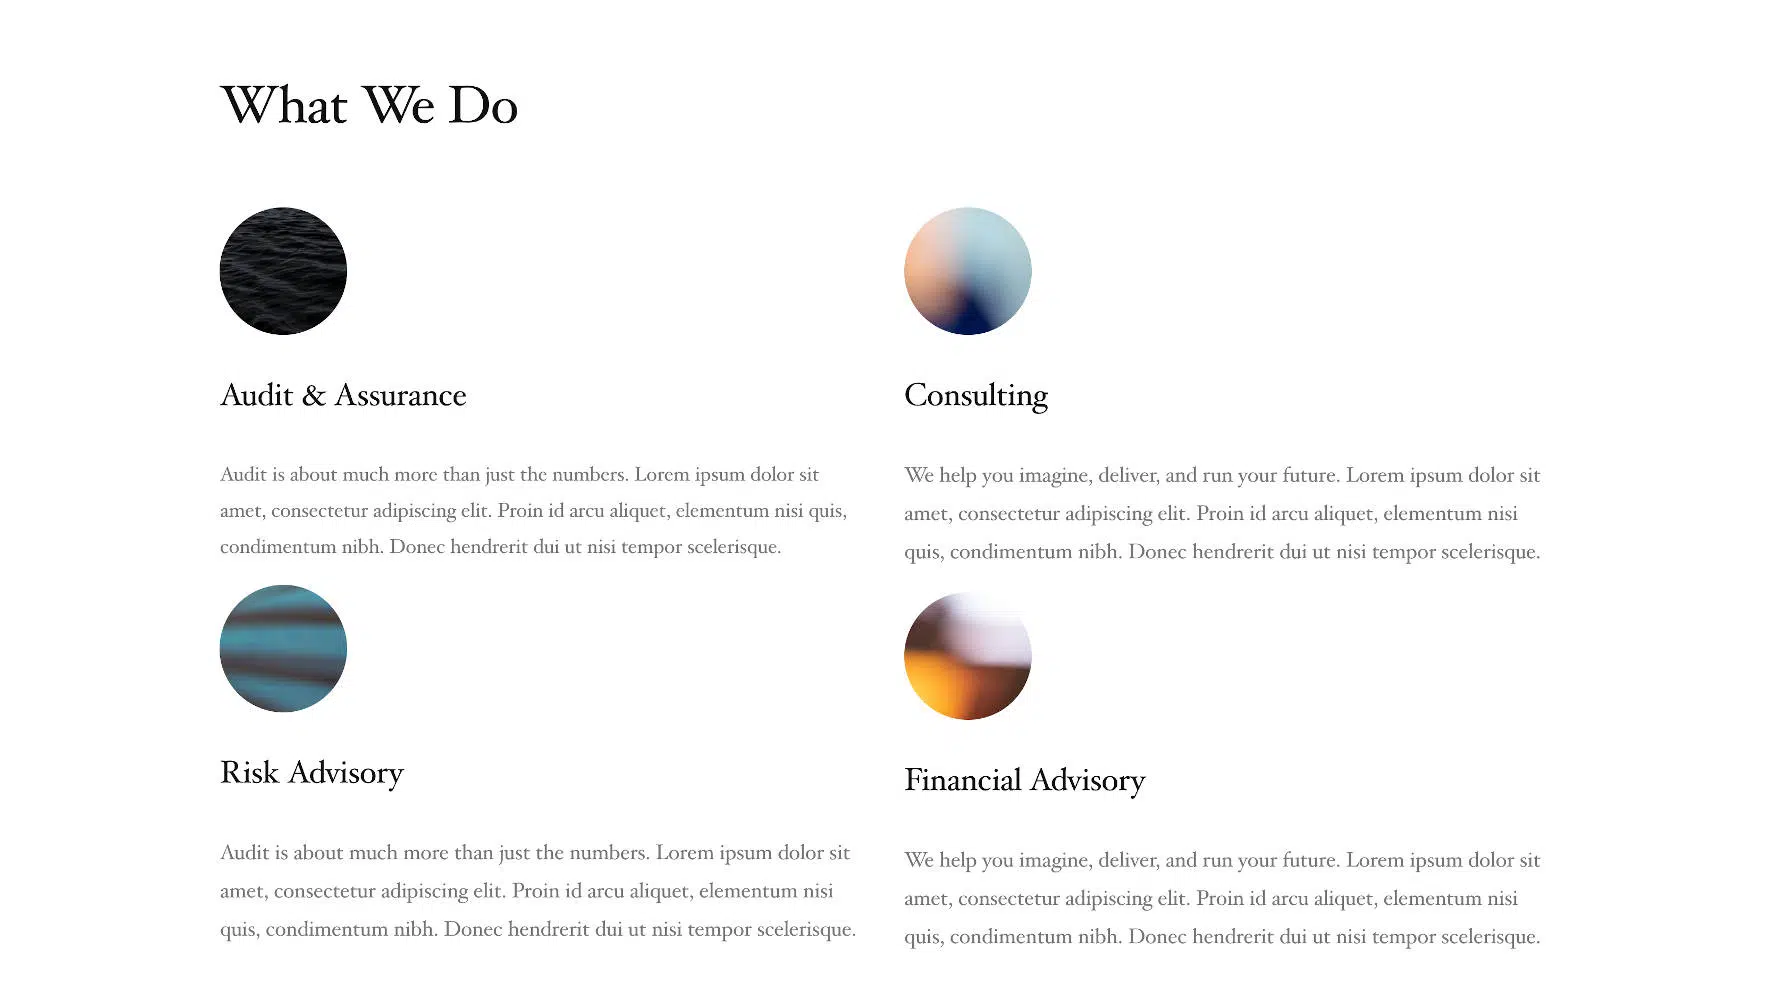 What We Do
Audit & Assurance
Audit is about much more than just the numbers. Lorem ipsum dolor sit
amet, consectetur adipiscing elit. Proin id arcu aliquet, elementum nisi quis,
condimentum nibh. Donec hendrerit dui ut nisi tempor scelerisque.
Consulting
We help you imagine, deliver, and run your future. Lorem ipsum dolor sit
amet, consectetur adipiscing elit. Proin id arcu aliquet, elementum nisi
quis, condimentum nibh. Donec hendrerit dui ut nisi tempor scelerisque.
Risk Advisory
Audit is about much more than just the numbers. Lorem ipsum dolor sit
amet, consectetur adipiscing elit. Proin id arcu aliquet, elementum nisi
quis, condimentum nibh. Donec hendrerit dui ut nisi tempor scelerisque.
Financial Advisory
We help you imagine, deliver, and run your future. Lorem ipsum dolor sit
amet, consectetur adipiscing elit. Proin id arcu aliquet, elementum nisi
quis, condimentum nibh. Donec hendrerit dui ut nisi tempor scelerisque.